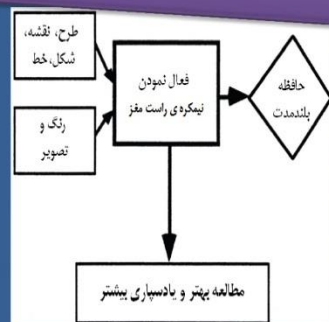 طرح، نقشه،
شکل، خط
فعال نمودن
نیمکره ی راست مغز
حافظه
بلندمدت
رنگ و
تصویر
مطالعه بهتر و یادسپاری بیشتر